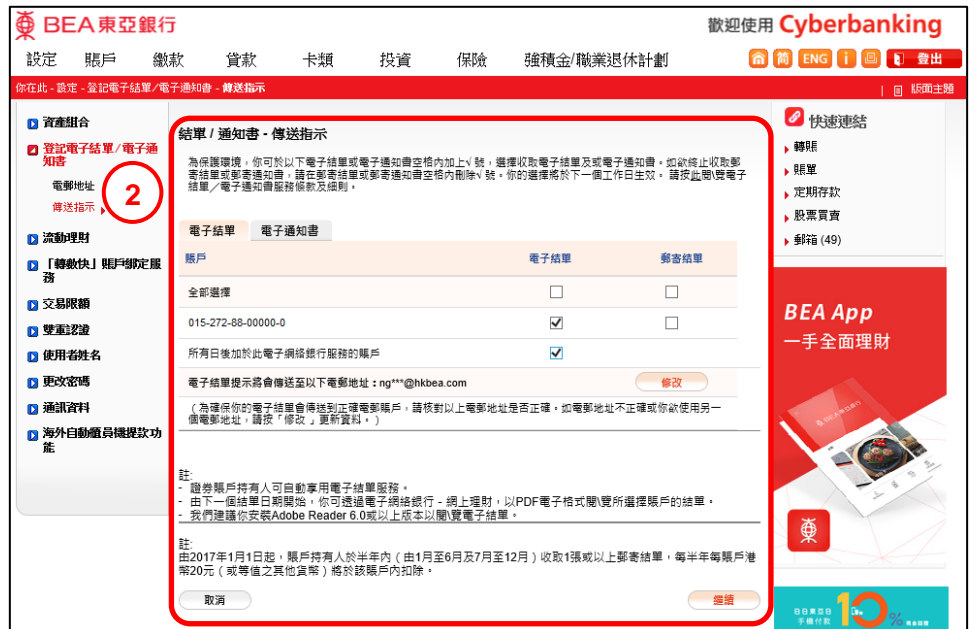 BEA東亞銀行
歡迎使用 Cyberbanking
設定 賬戶 繳款 貸款 卡類 投資 保險 強積金/職業退休計劃
簡 ENG i 登出
你在此 - 設定 - 登記電子結單／電子通知書 - 傳送指示
| 版面主題
資產組合
登記電子結單／電子通
知書
電郵地址
傳送指示
2
流動理財
「轉數快」賬戶綁定服
務
交易限額
雙重認證
使用者姓名
更改密碼
通訊資料
海外自動櫃員機提款功
能
結單 / 通知書 - 傳送指示
為保護環境，你可於以下電子結單或電子通知書空格內加上√ 號，選擇收取電子結單及或電子通知書。如欲終止收取郵
寄結單或郵寄通知書，請在郵寄結單或郵寄通知書空格內刪除√ 號。你的選擇將於下一個工作日生效。 請按此閱覽電子
結單／電子通知書服務條款及細則。
電子結單 電子通知書
賬戶 電子結單 郵寄結單
全部選擇
015-272-88-00000-0
所有日後加於此電子網絡銀行服務的賬戶
電子結單提示將會傳送至以下電郵地址：ng***@hkbea.com 修改
（為確保你的電子結單會傳送到正確電郵賬戶，請核對以上電郵地址是否正確。如電郵地址不正確或你欲使用另一
個電郵地址，請按「修改 」更新資料。）
註:
- 證券賬戶持有人可自動享用電子結單服務。
- 由下一個結單日期開始，你可透過電子網絡銀行 - 網上理財，以PDF電子格式閱覽所選擇賬戶的結單。
- 我們建議你安裝Adobe Reader 6.0或以上版本以閱覽電子結單。
註:
由2017年1月1日起，賬戶持有人於半年內（由1月至6月及7月至12月）收取1張或以上郵寄結單，每半年每賬戶港
幣20元（或等值之其他貨幣）將於該賬戶內扣除。
取消 繼續
快速連結
轉賬
賬單
定期存款
股票買賣
郵箱 (49)
BEA App
一手全面理財
日日東亞日
手機付款
10%